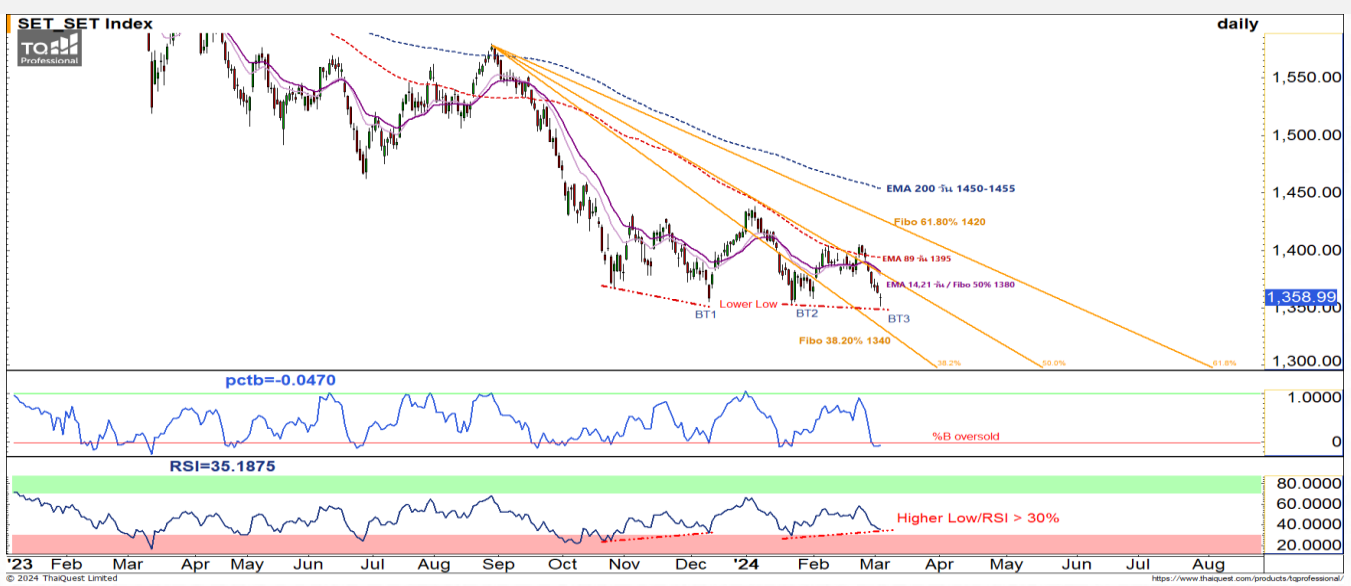 SET_SET Index
daily
TQ
Professional
1,550.00
1,500.00
1,450.00
1,400.00
1,358.99
1,350.00
1,300.00
EMA 200 วัน 1450-1455
Fibo 61.80% 1420
EMA 89 วัน 1395
EMA 14,21 วัน / Fibo 50% 1380
Lower Low
BT1
BT2
BT3
Fibo 38.20% 1340
38.2%
50.0%
61.8%
pctb=-0.0470
1.0000
%B oversold
0
RSI=35.1875
80.0000
60.0000
Higher Low/RSI > 30%
40.0000
20.0000
'23 Feb Mar Apr May Jun Jul Aug Sep Oct Nov Dec '24 Feb Mar Apr May Jun Jul Aug
© 2024 ThaiQuest Limited
https://www.thaiquest.com/products/tqprofessional/